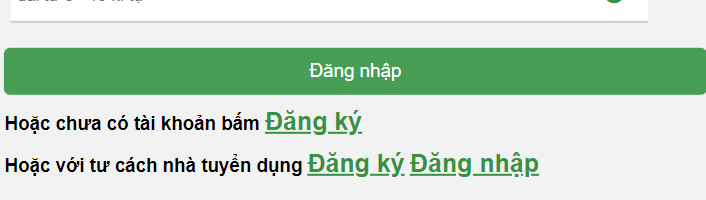 Đăng nhập
Hoặc chưa có tài khoản bấm Đăng ký
Hoặc với tư cách nhà tuyển dụng Đăng ký Đăng nhập